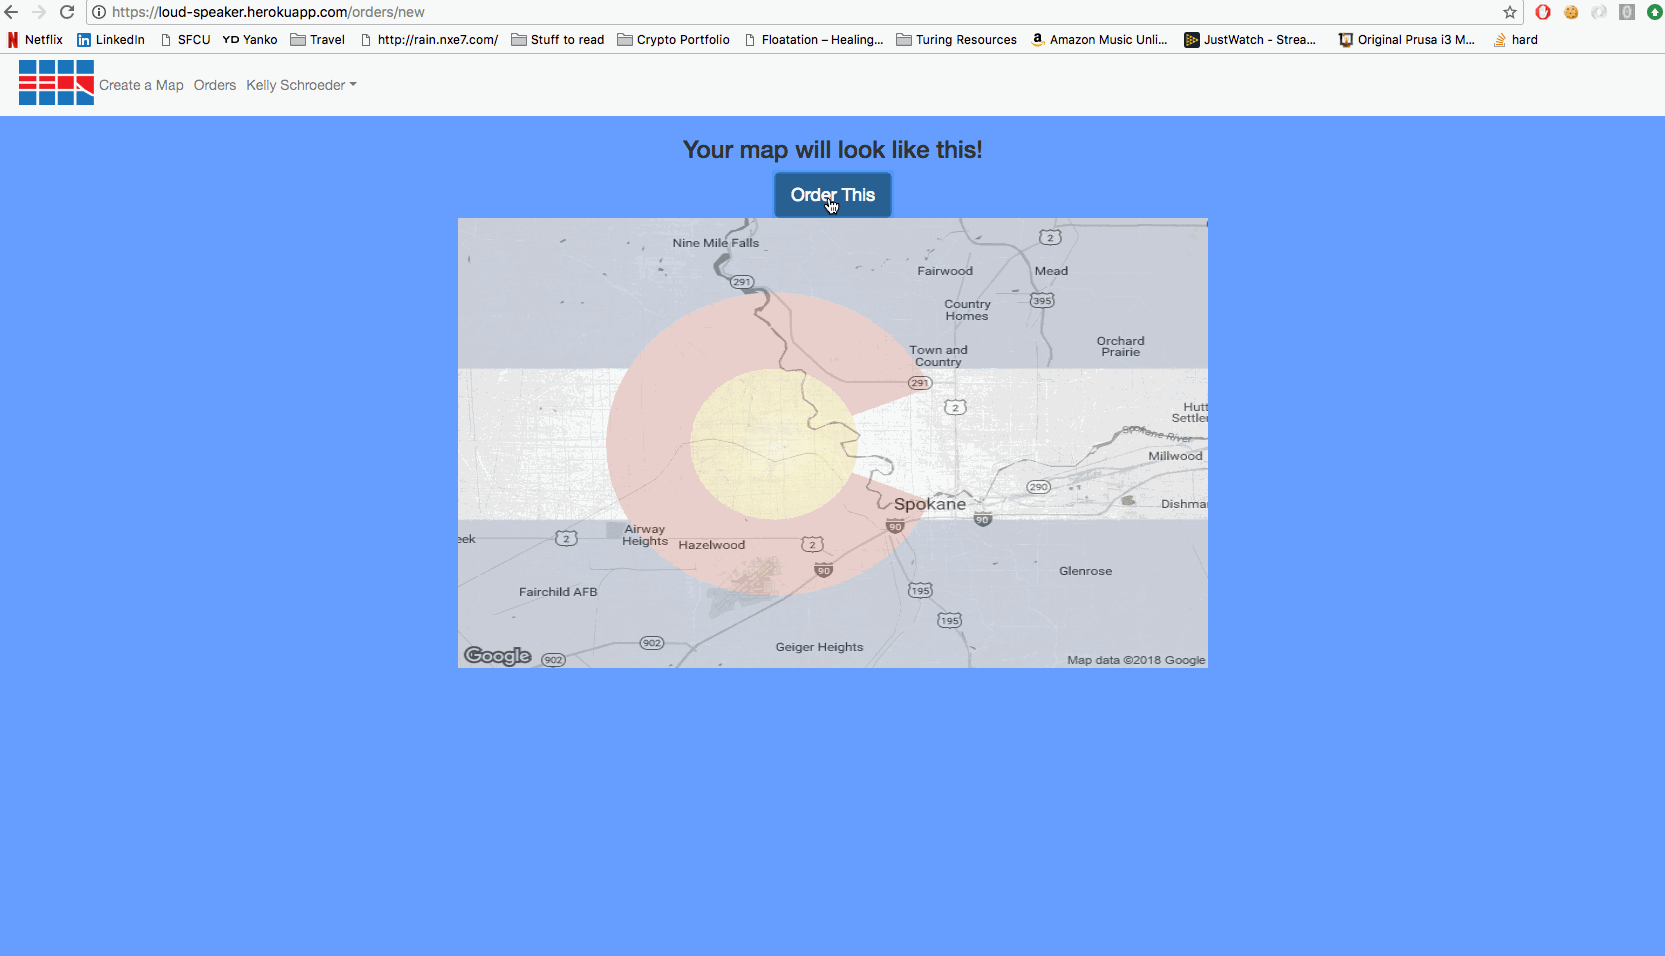 https://loud-speaker.herokuapp.com/orders/new
Netflix LinkedIn SFCU YD Yanko Travel http://rain.nxe7.com/ Stuff to read Crypto Portfolio Floatation – Healing... Turing Resources Amazon Music Unli... JustWatch - Strea... Original Prusa i3 M... hard
Create a Map Orders Kelly Schroeder
Your map will look like this!
Order This
2
Nine Mile Falls
Fairwood Mead
291
Country
Homes
395
Orchard
Prairie
Town and
Country
291
2
Hutt
Settler
Spokane River
Millwood
290
Spokane
Dishma
90
90
Airway
Heights
eek
2
Hazelwood
2
90
Glenrose
Fairchild AFB
195
195
902
Geiger Heights
Google
902
Map data ©2018 Google